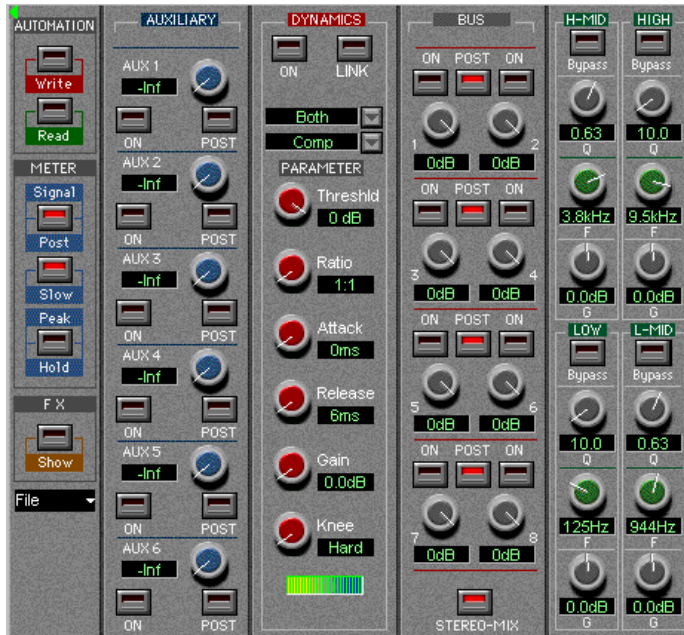 AUTOMATION
Write
Read
METER
Signal
Post
Slow
Peak
Hold
FX
Show
File
AUXILIARY
AUX 1
-Inf
ON POST
AUX 2
-Inf
ON POST
AUX 3
-Inf
ON POST
AUX 4
-Inf
ON POST
AUX 5
-Inf
ON POST
AUX 6
-Inf
ON POST
DYNAMICS
ON LINK
Both
Comp
PARAMETER
Threshld
0 dB
Ratio
1:1
Attack
0ms
Release
6ms
Gain
0.0dB
Knee
Hard
BUS
ON POST ON
1 2
0dB 0dB
ON POST ON
3 4
0dB 0dB
ON POST ON
5 6
0dB 0dB
ON POST ON
7 8
0dB 0dB
STEREO-MIX
H-MID HIGH
Bypass Bypass
0.63 10.0
Q Q
3.8kHz 9.5kHz
F F
0.0dB 0.0dB
G G
LOW L-MID
Bypass Bypass
10.0 0.63
Q Q
125Hz 944Hz
F F
0.0dB 0.0dB
G G